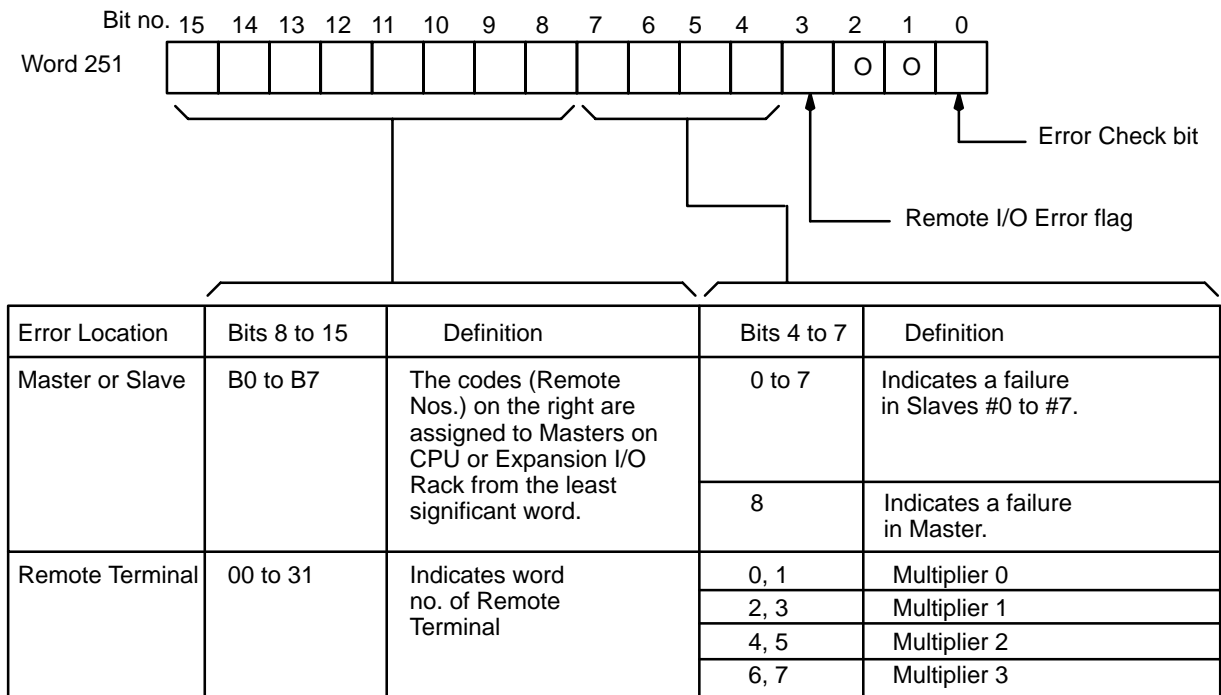 Bit no. 15 14 13 12 11 10 9 8 7 6 5 4 3 2 1 0
Word 251 O O
Error Check bit
Remote I/O Error flag
Error Location Bits 8 to 15 Definition Bits 4 to 7 Definition
Master or Slave B0 to B7 The codes (Remote
Nos.) on the right are
assigned to Masters on
CPU or Expansion I/O
Rack from the least
significant word.
0 to 7 Indicates a failure
in Slaves #0 to #7.
8 Indicates a failure
in Master.
Remote Terminal 00 to 31 Indicates word
no. of Remote
Terminal
0, 1 Multiplier 0
2, 3 Multiplier 1
4, 5 Multiplier 2
6, 7 Multiplier 3